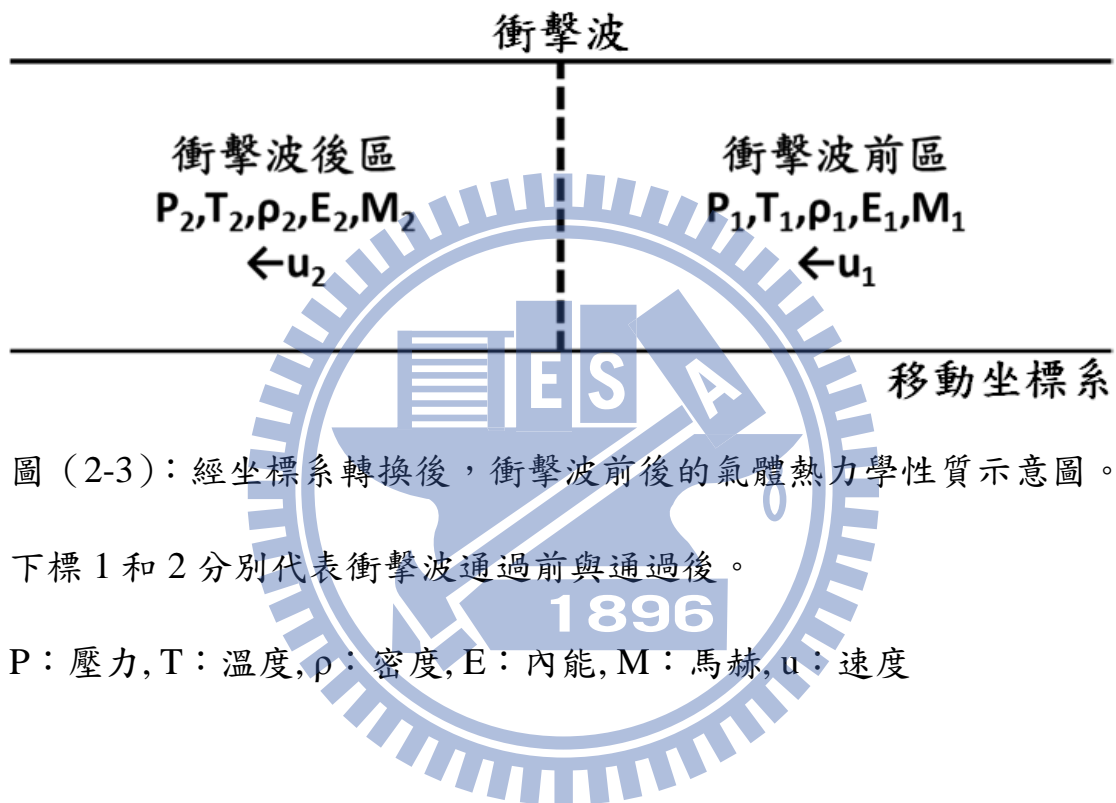 衝擊波
衝擊波後區
P₂,T₂,ρ₂,E₂,M₂
←u₂
衝擊波前區
P₁,T₁,ρ₁,E₁,M₁
←u₁
移動坐標系
ESA
1896
圖（2-3）：經坐標系轉換後，衝擊波前後的氣體熱力學性質示意圖。
下標 1 和 2 分別代表衝擊波通過前與通過後。
P：壓力, T：溫度, ρ：密度, E：內能, M：馬赫, u：速度